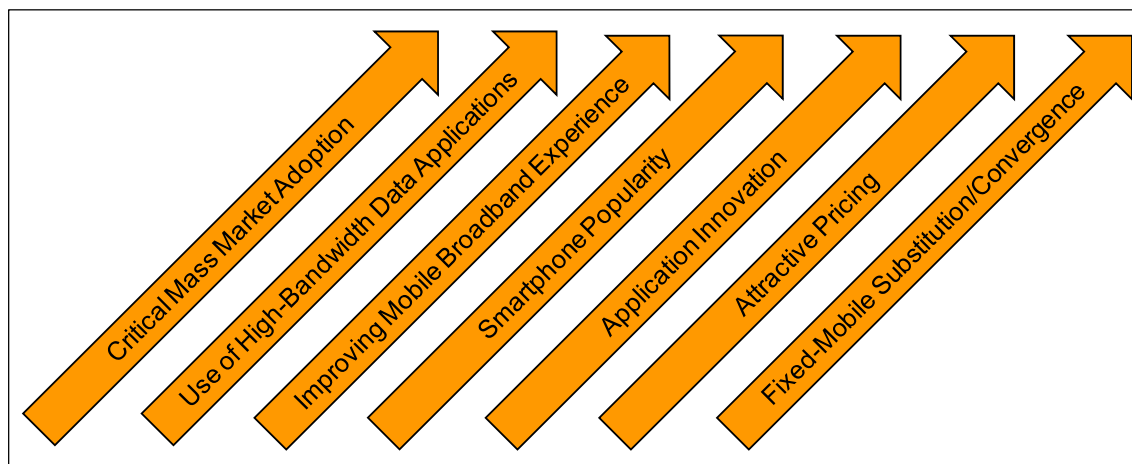 Critical Mass Market Adoption
Use of High-Bandwidth Data Applications
Improving Mobile Broadband Experience
Smartphone Popularity
Application Innovation
Attractive Pricing
Fixed-Mobile Substitution/Convergence